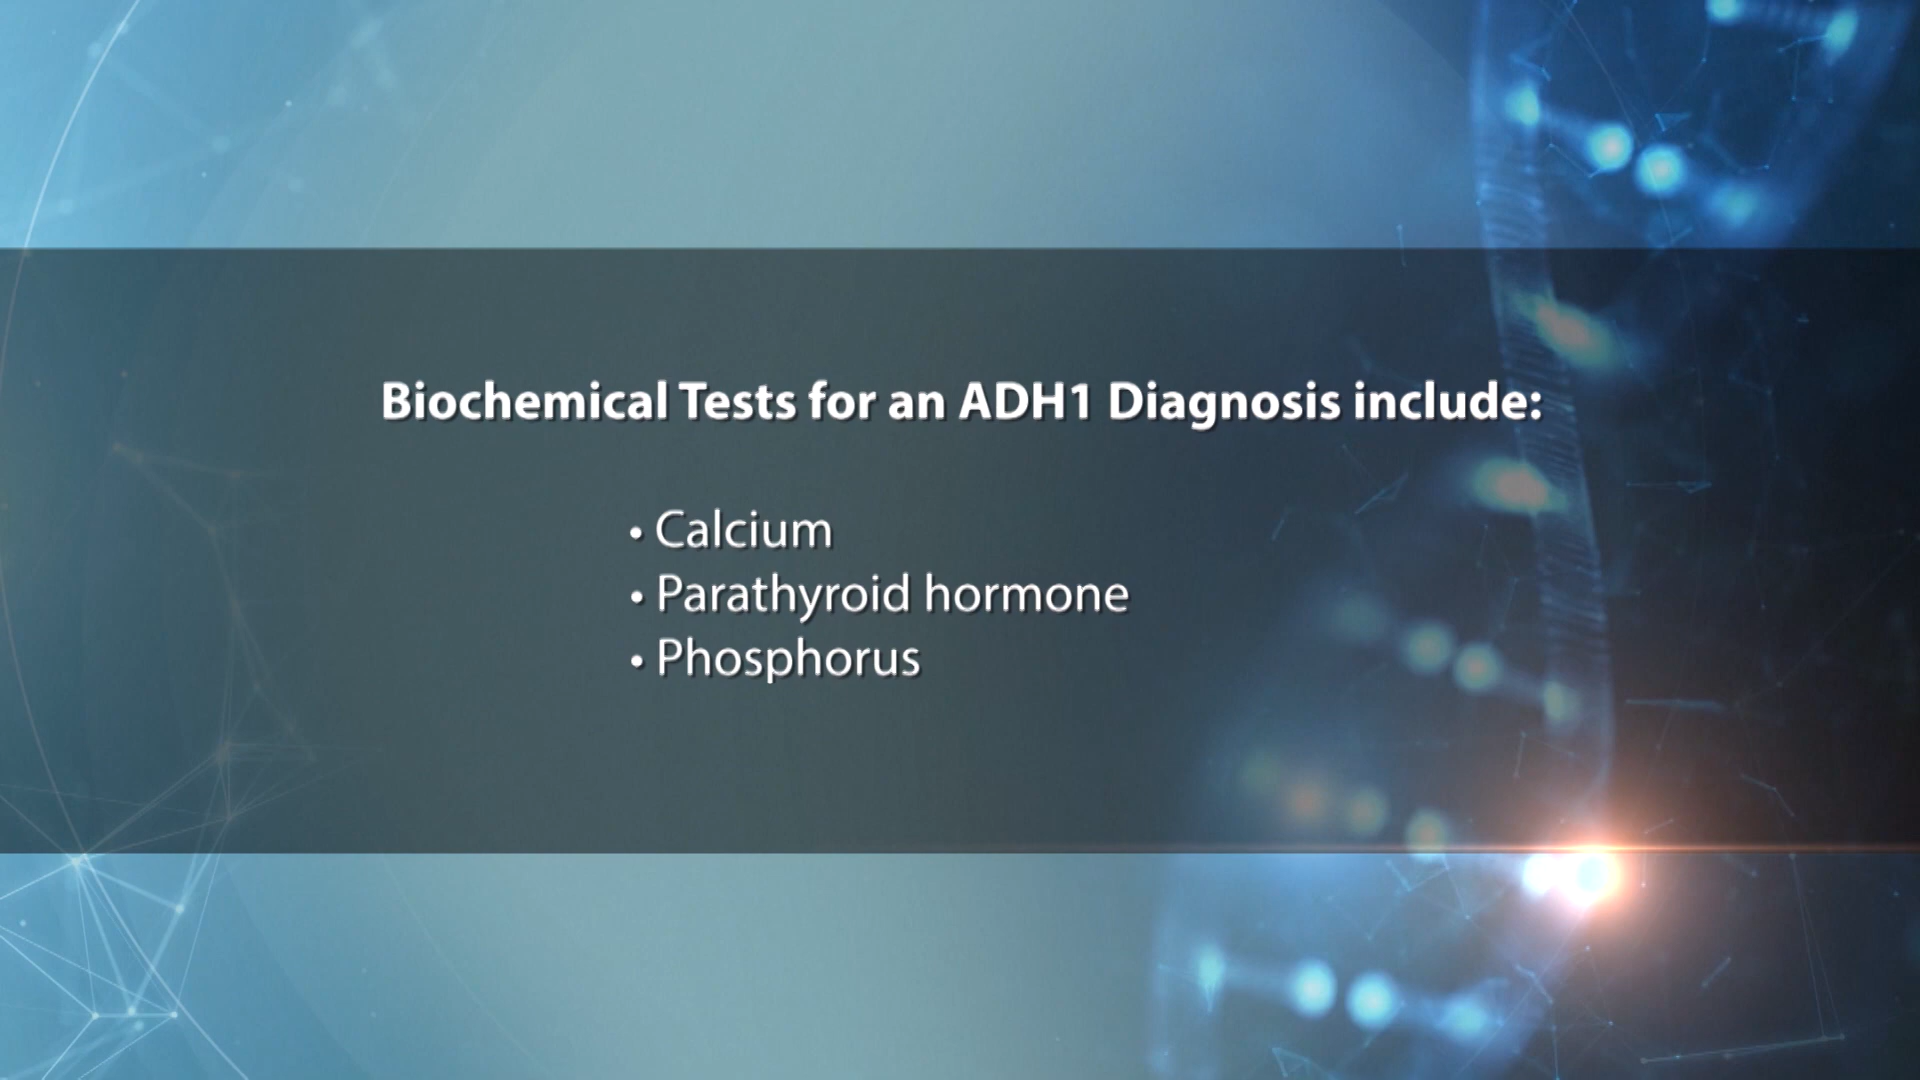 Biochemical Tests for an ADH1 Diagnosis include:
• Calcium
• Parathyroid hormone
• Phosphorus